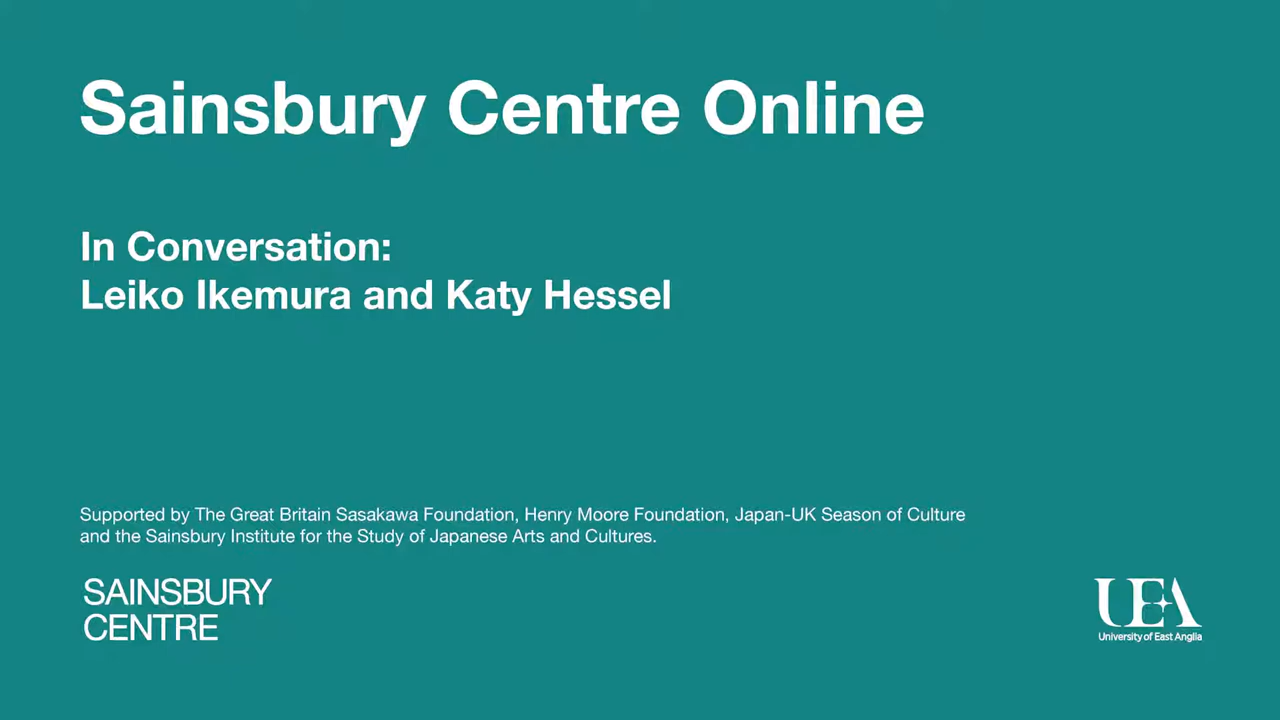 Sainsbury Centre Online
In Conversation:
Leiko Ikemura and Katy Hessel
Supported by The Great Britain Sasakawa Foundation, Henry Moore Foundation, Japan-UK Season of Culture
and the Sainsbury Institute for the Study of Japanese Arts and Cultures.
SAINSBURY
CENTRE
UEA
University of East Anglia